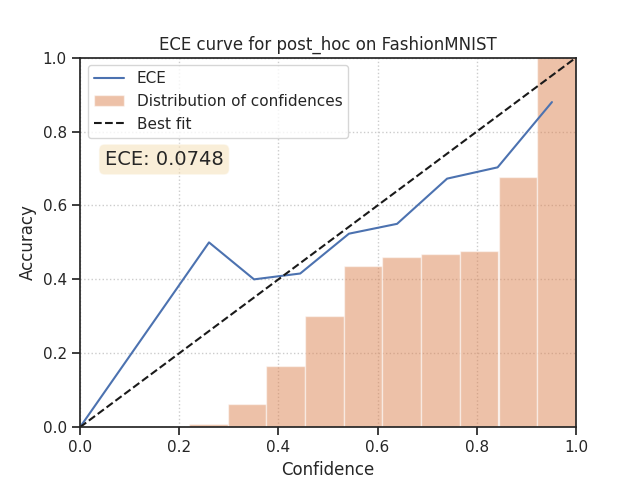 ECE curve for post_hoc on FashionMNIST
1.0
0.8
0.6
0.4
0.2
0.0
Accuracy
ECE
Distribution of confidences
Best fit
ECE: 0.0748
0.0 0.2 0.4 0.6 0.8 1.0
Confidence